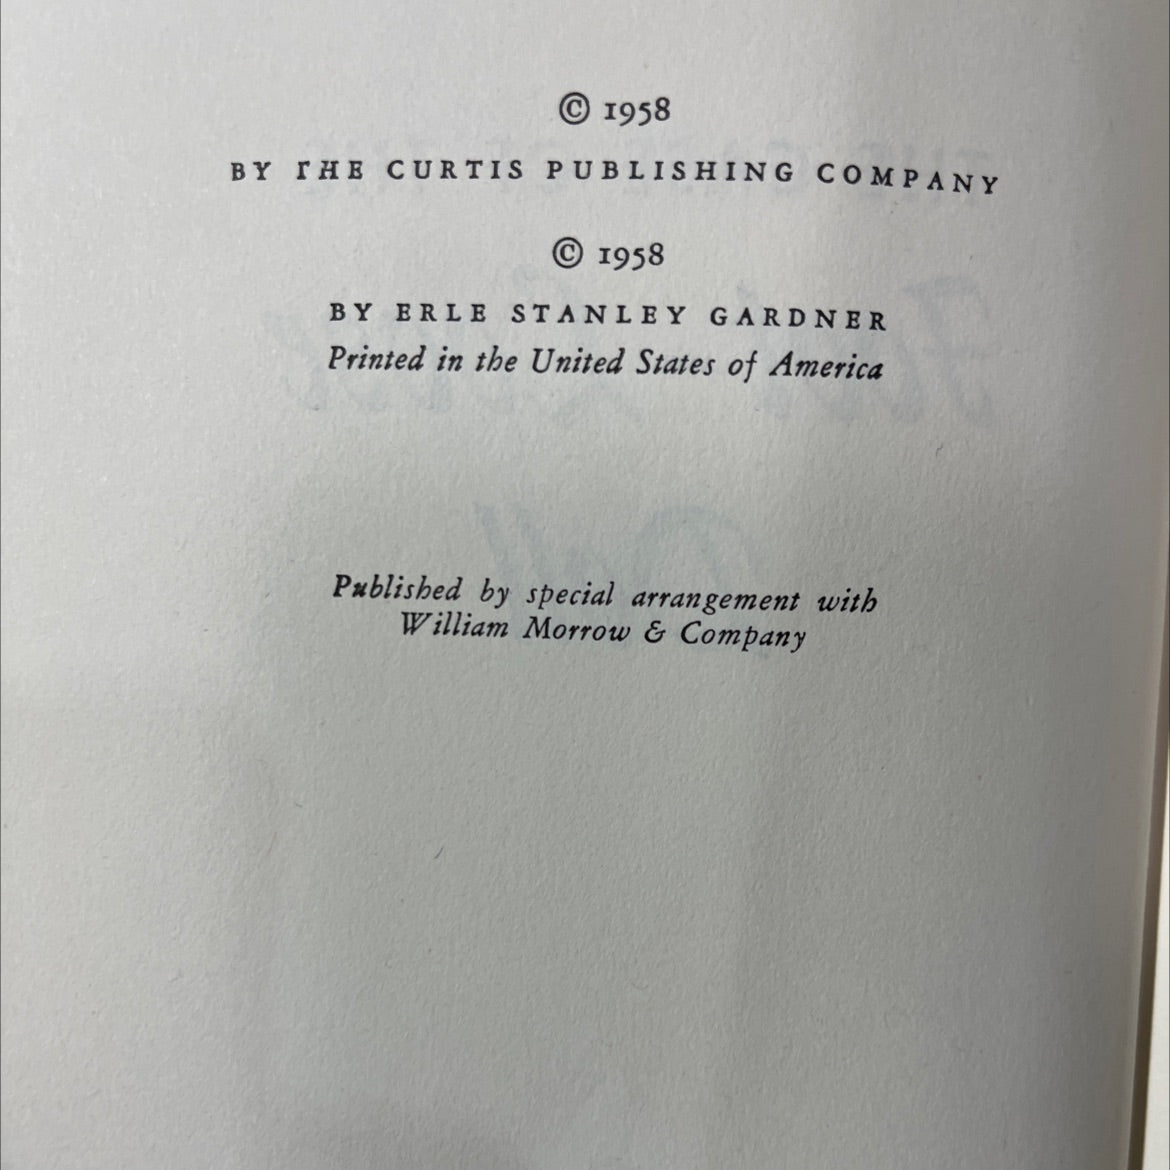 © 1958
BY THE CURTIS PUBLISHING COMPANY
© 1958
BY ERLE STANLEY GARDNER
Printed in the United States of America
Published by special arrangement with
William Morrow & Company